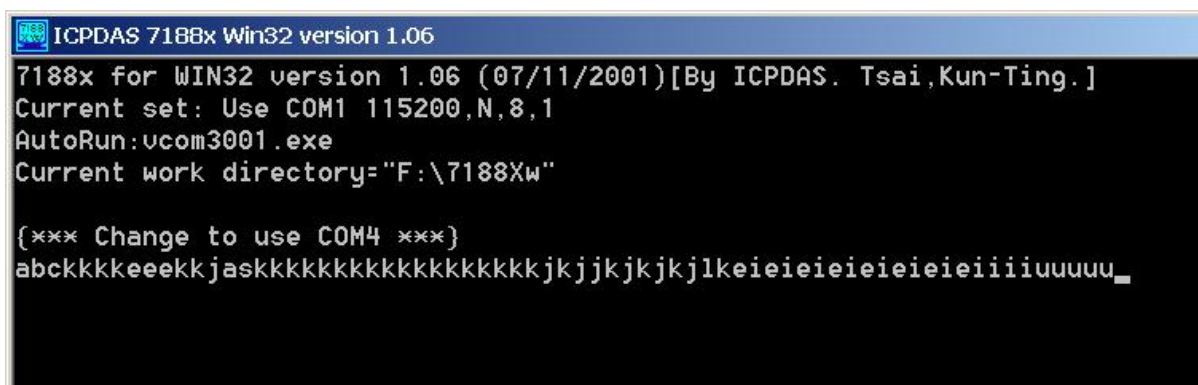 ICPDAS 7188x Win32 version 1.06
7188x for WIN32 version 1.06 (07/11/2001)[By ICPDAS. Tsai,Kun-Ting.]
Current set: Use COM1 115200,N,8,1
AutoRun:vcom3001.exe
Current work directory="F:\7188Xw"
{*** Change to use COM4 ***}
abckkkkeeekkjaskkkkkkkkkkkkkkkkkkjkjjkjkjkjlkeieieieieieieieiiiiuuuuu_